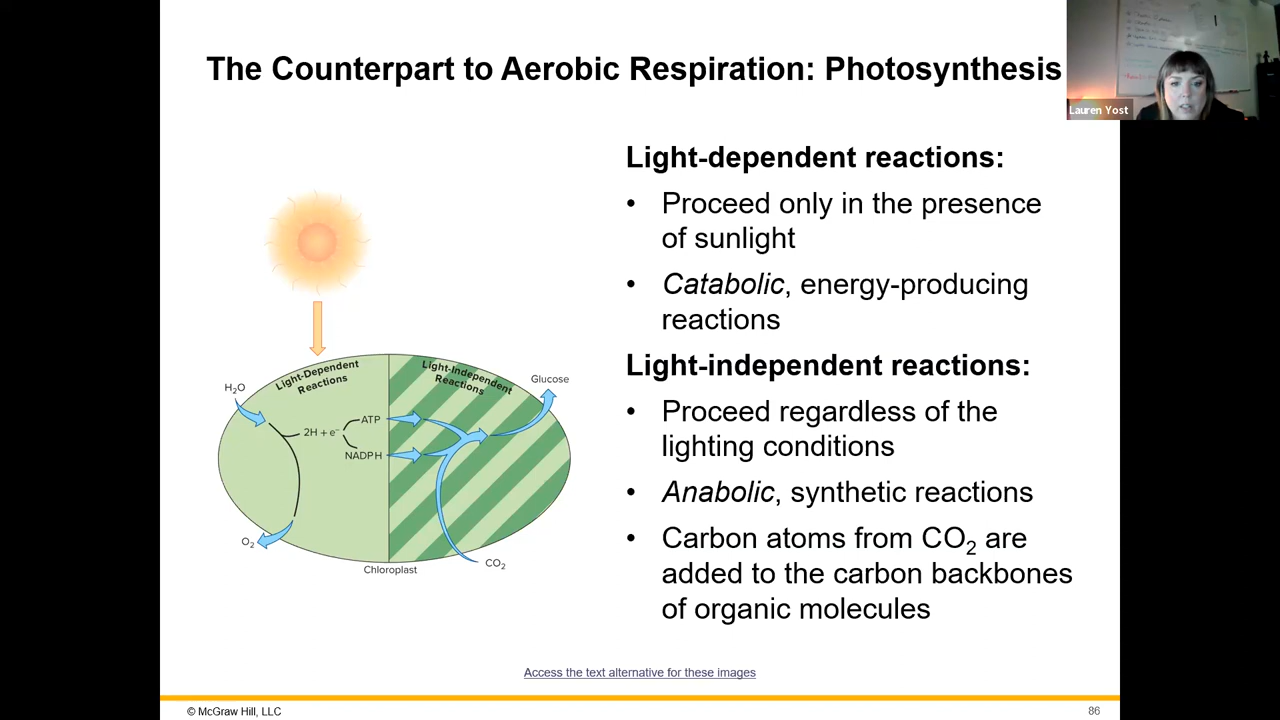 The Counterpart to Aerobic Respiration: Photosynthesis
Lauren Yost
Light-dependent reactions:
• Proceed only in the presence
of sunlight
• Catabolic, energy-producing
reactions
Light-independent reactions:
• Proceed regardless of the
lighting conditions
• Anabolic, synthetic reactions
• Carbon atoms from CO₂ are
added to the carbon backbones
of organic molecules
Light-Dependent
Reactions
Light-Independent
Reactions
H₂O
Glucose
ATP
2H + e⁻
NADPH
O₂
CO₂
Chloroplast
Access the text alternative for these images
© McGraw Hill, LLC
86